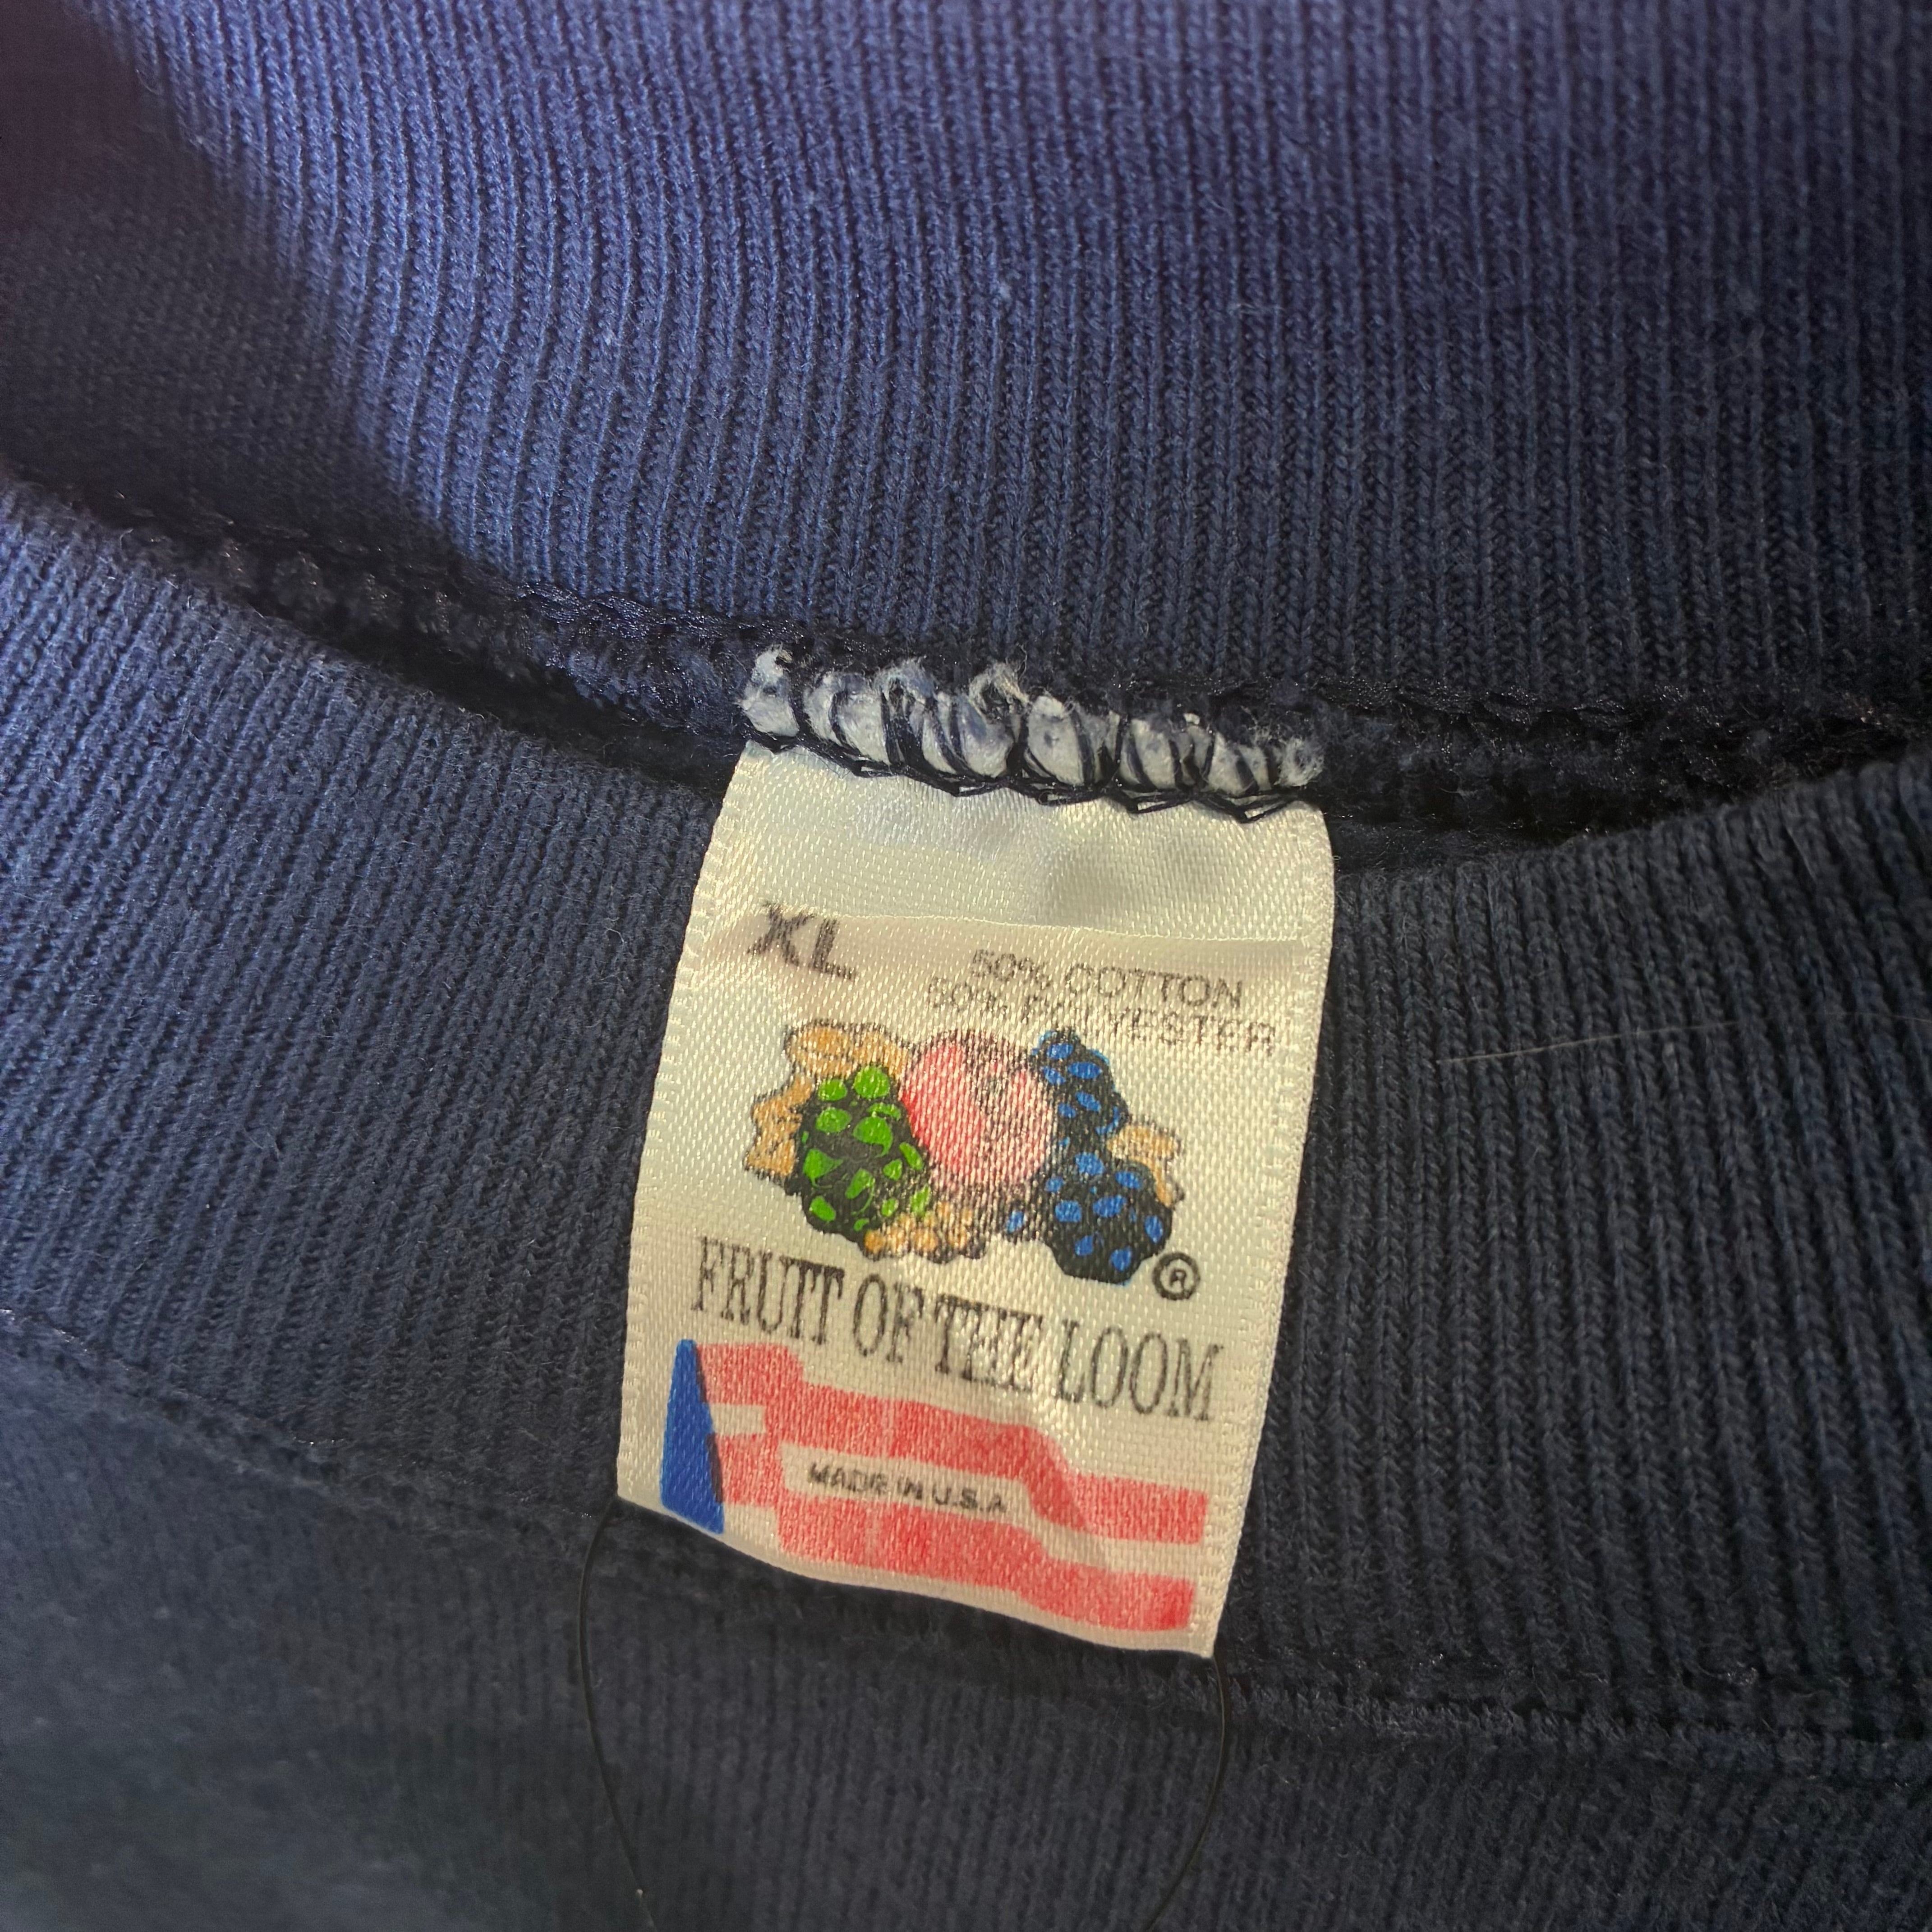 XL
50% COTTON
50% POLYESTER
®
FRUIT OF THE LOOM
MADE IN U.S.A.